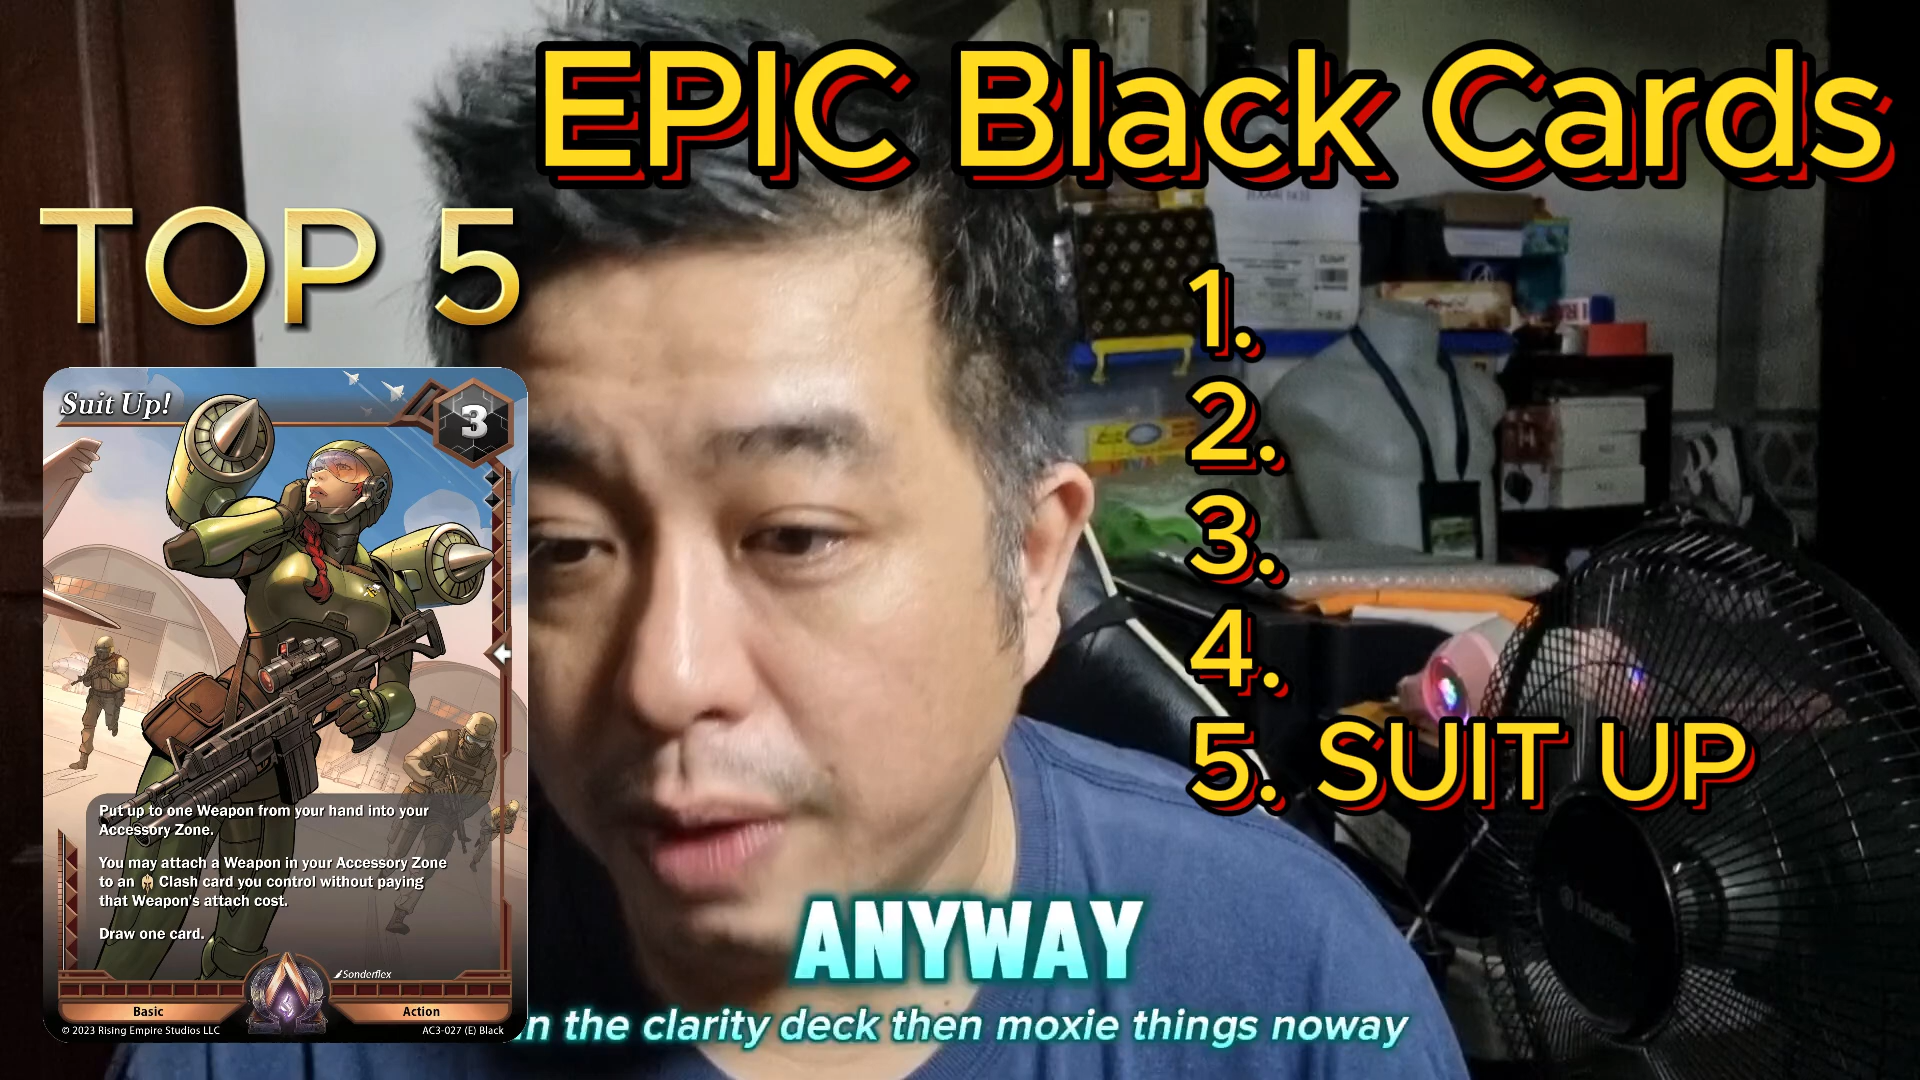 EPIC Black Cards
TOP 5
1.
2.
3.
4.
5. SUIT UP
Suit Up!
3
Put up to one Weapon from your hand into your
Accessory Zone.
You may attach a Weapon in your Accessory Zone
to an Clash card you control without paying
that Weapon's attach cost.
Draw one card.
Sonderflex
Basic
Action
© 2023 Rising Empire Studios LLC
AC3-027 (E) Black
ANYWAY
n the clarity deck then moxie things noway